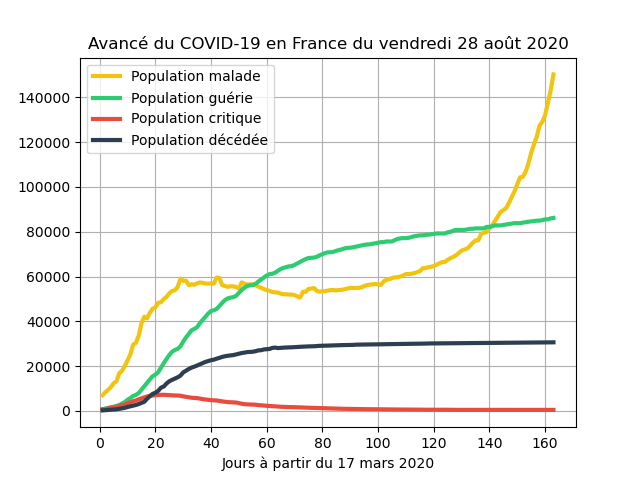 Avancé du COVID-19 en France du vendredi 28 août 2020
Population malade
Population guérie
Population critique
Population décédée
140000
120000
100000
80000
60000
40000
20000
0
0 20 40 60 80 100 120 140 160
Jours à partir du 17 mars 2020